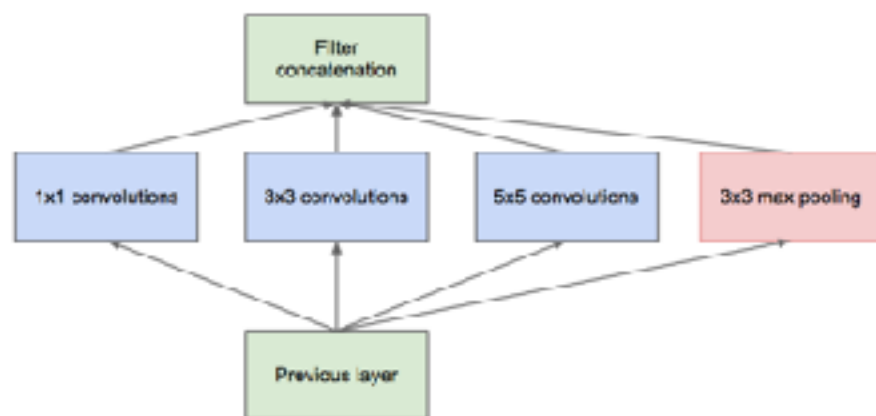 Filter
concatenation
1x1 convolutions
3x3 convolutions
5x5 convolutions
3x3 max pooling
Previous layer